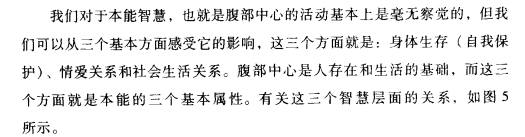 我们对于本能智慧，也就是腹部中心的活动基本上是毫无察觉的，但我
们可以从三个基本方面感受它的影响，这三个方面就是：身体生存（自我保
护）、情爱关系和社会生活关系。腹部中心是人存在和生活的基础，而这三
个方面就是本能的三个基本属性。有关这三个智慧层面的关系，如图 5
所示。